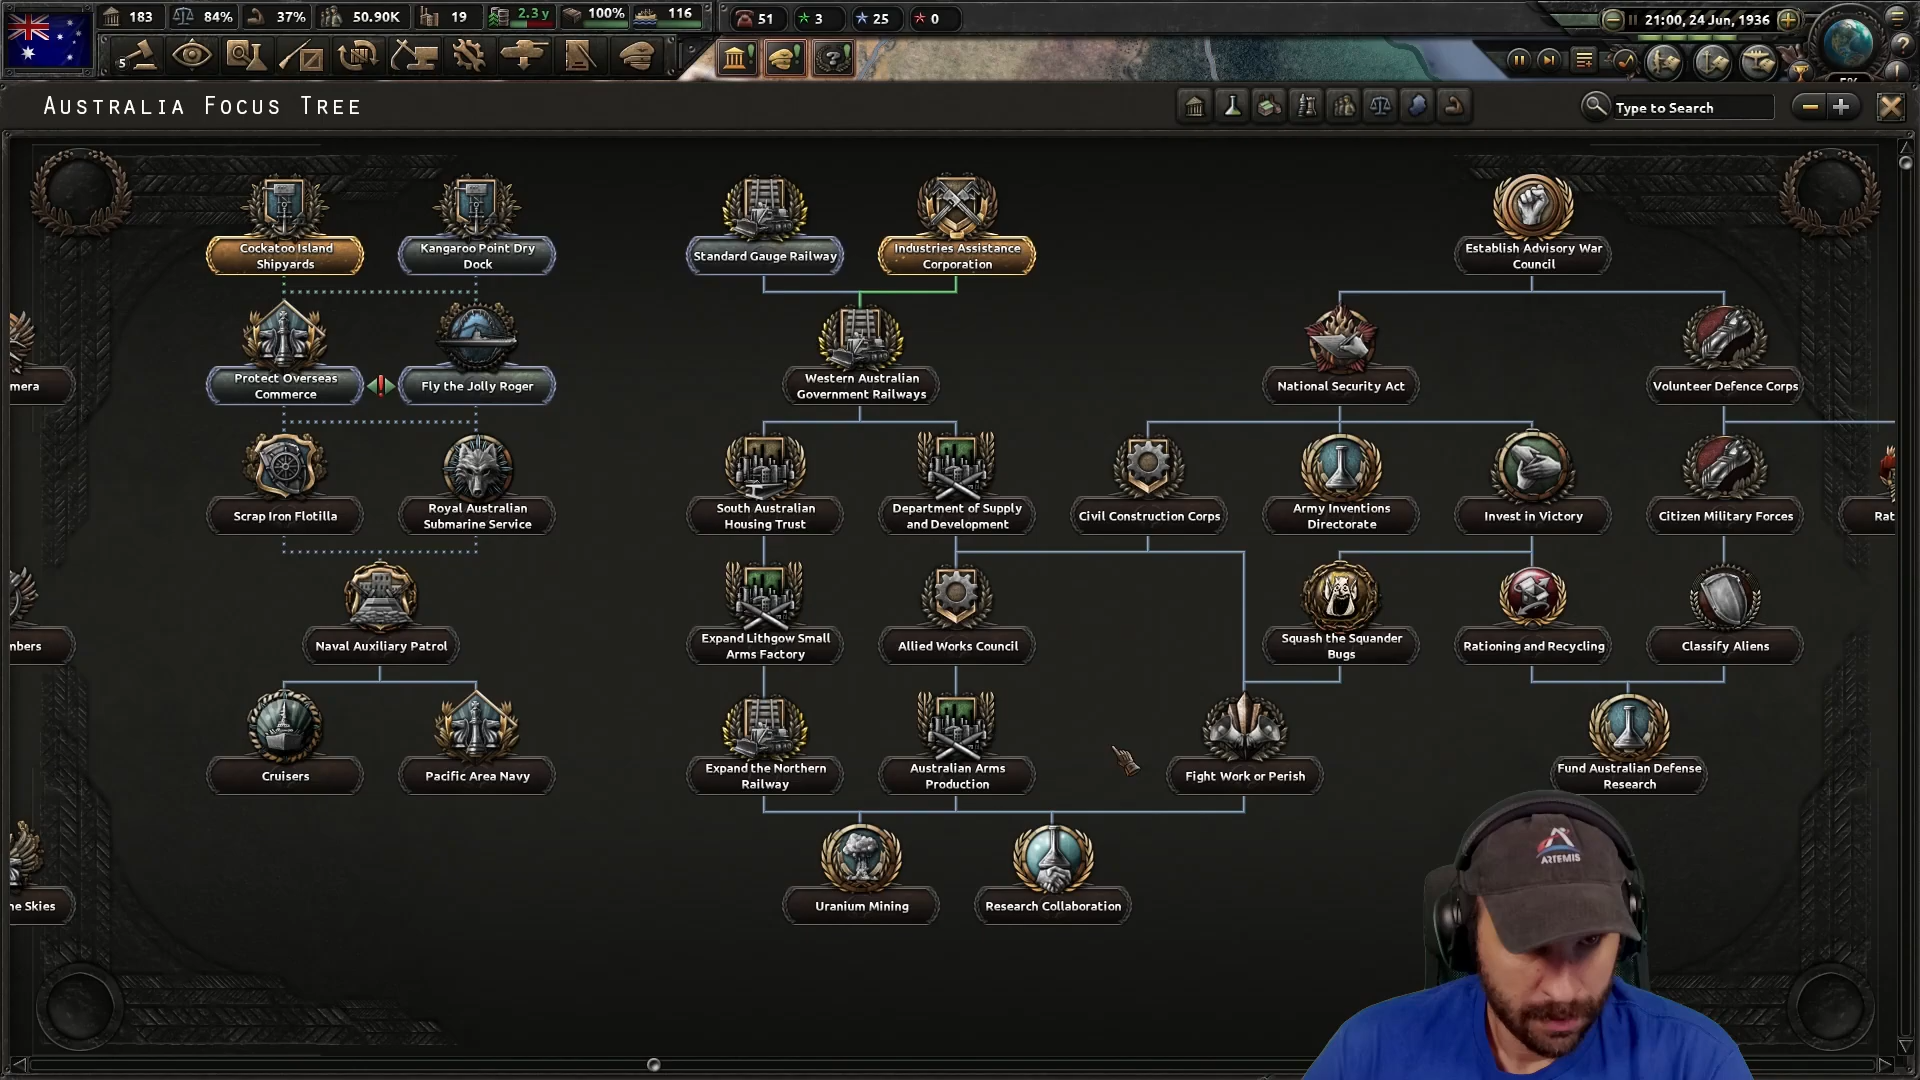 183
84%
37%
50.90K
19
2.3 y
100%
116
51
3
25
0
21:00, 24 Jun, 1936
5
AUSTRALIA FOCUS TREE
Type to Search
Cockatoo Island
Shipyards
Kangaroo Point Dry
Dock
Standard Gauge Railway
Industries Assistance
Corporation
Establish Advisory War
Council
mera
Protect Overseas
Commerce
Fly the Jolly Roger
Western Australian
Government Railways
National Security Act
Volunteer Defence Corps
Scrap Iron Flotilla
Royal Australian
Submarine Service
South Australian
Housing Trust
Department of Supply
and Development
Civil Construction Corps
Army Inventions
Directorate
Invest in Victory
Citizen Military Forces
Rat
nbers
Naval Auxiliary Patrol
Expand Lithgow Small
Arms Factory
Allied Works Council
Squash the Squander
Bugs
Rationing and Recycling
Classify Aliens
Cruisers
Pacific Area Navy
Expand the Northern
Railway
Australian Arms
Production
Fight Work or Perish
Fund Australian Defense
Research
ne Skies
Uranium Mining
Research Collaboration
ARTEMIS